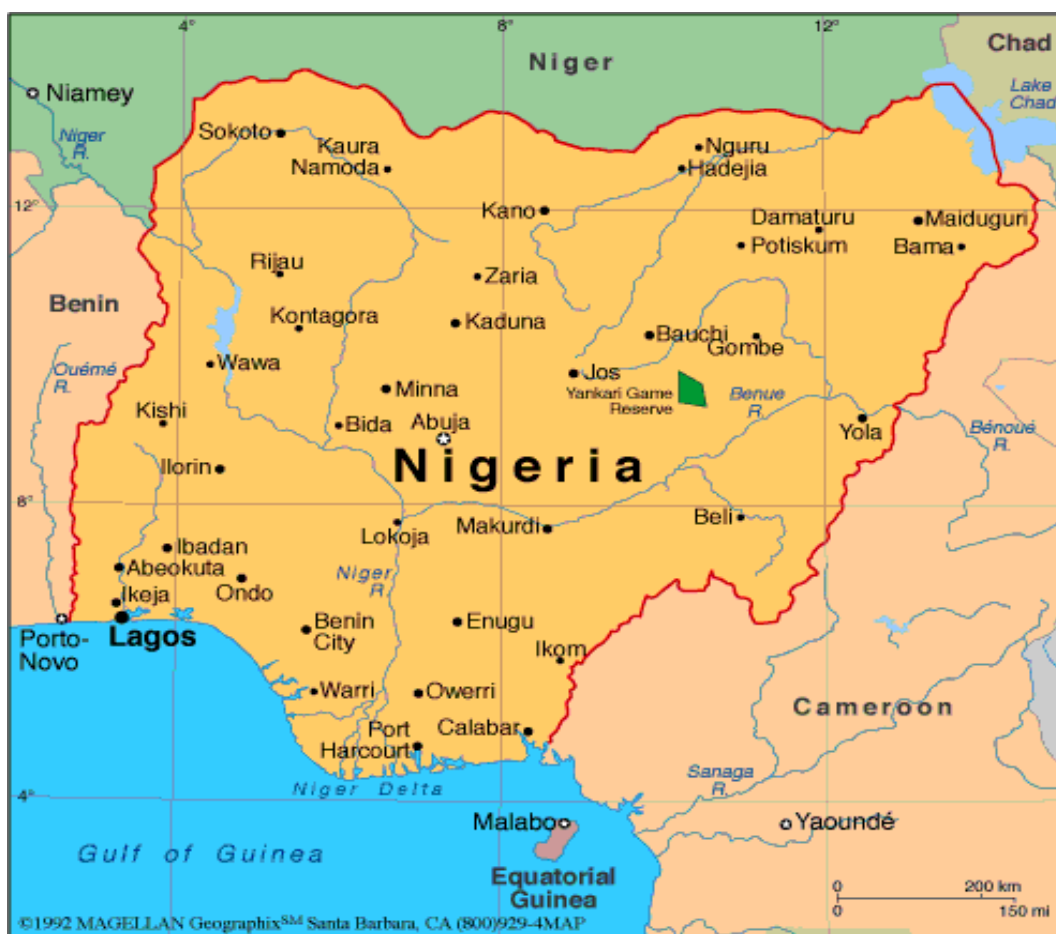 4°
8°
12°
Chad
Niger
Lake
Chad
Niamey
Niger
R.
Sokoto
Kaura
Namoda
Nguru
Hadejia
12°
Kano
Damaturu
Maiduguri
Potiskum
Bama
Rijau
Zaria
Benin
Kontagora
Kaduna
Bauchi
Gombe
Ouémé
R.
Wawa
Jos
Minna
Yankari Game
Reserve
Benue
R.
Kishi
Bida
Abuja
Yola
Bénoué
R.
Nigeria
Ilorin
8°
Lokoja
Makurdi
Beli
Ibadan
Abeokuta
Niger
R.
Ondo
Ikeja
Lagos
Porto-
Novo
Benin
City
Enugu
Ikom
Warri
Owerri
Cameroon
Port
Harcourt
Calabar
Sanaga
R.
Niger Delta
4°
Malabo
Yaoundé
Gulf of Guinea
Equatorial
Guinea
0 200 km
0 150 mi
©1992 MAGELLAN Geographix℠ Santa Barbara, CA (800)929-4MAP